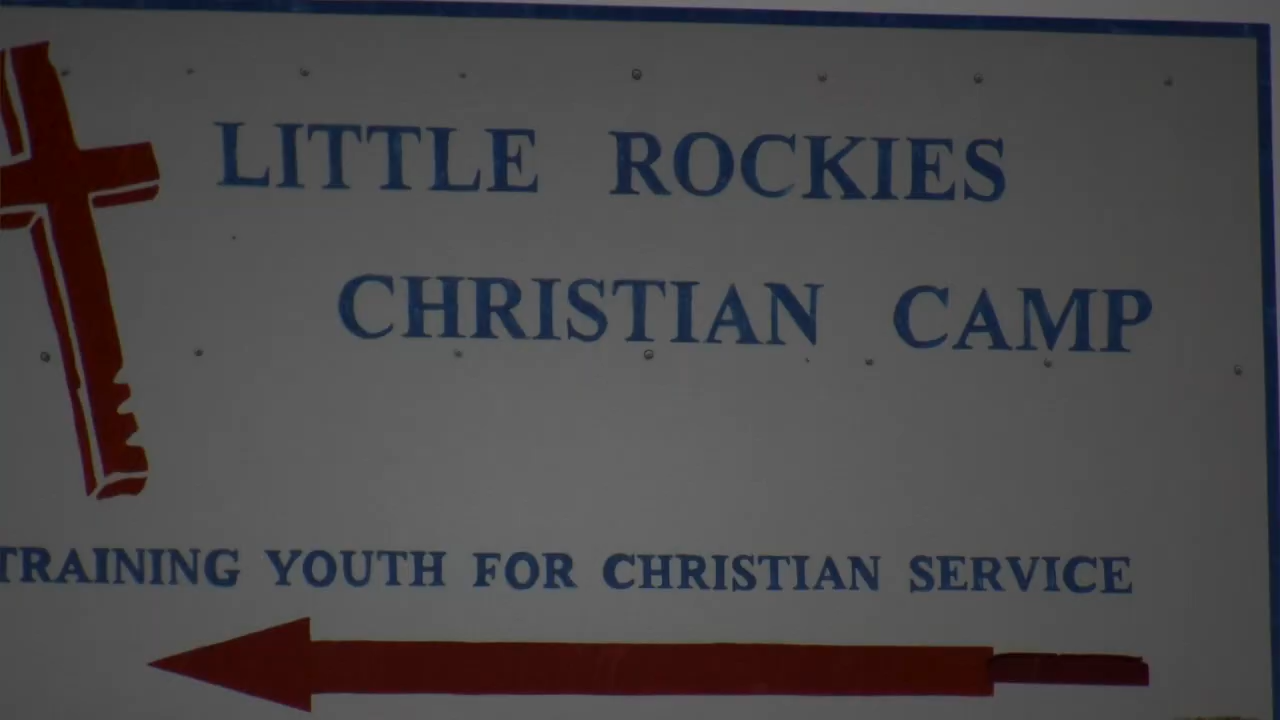 LITTLE ROCKIES
CHRISTIAN CAMP
TRAINING YOUTH FOR CHRISTIAN SERVICE